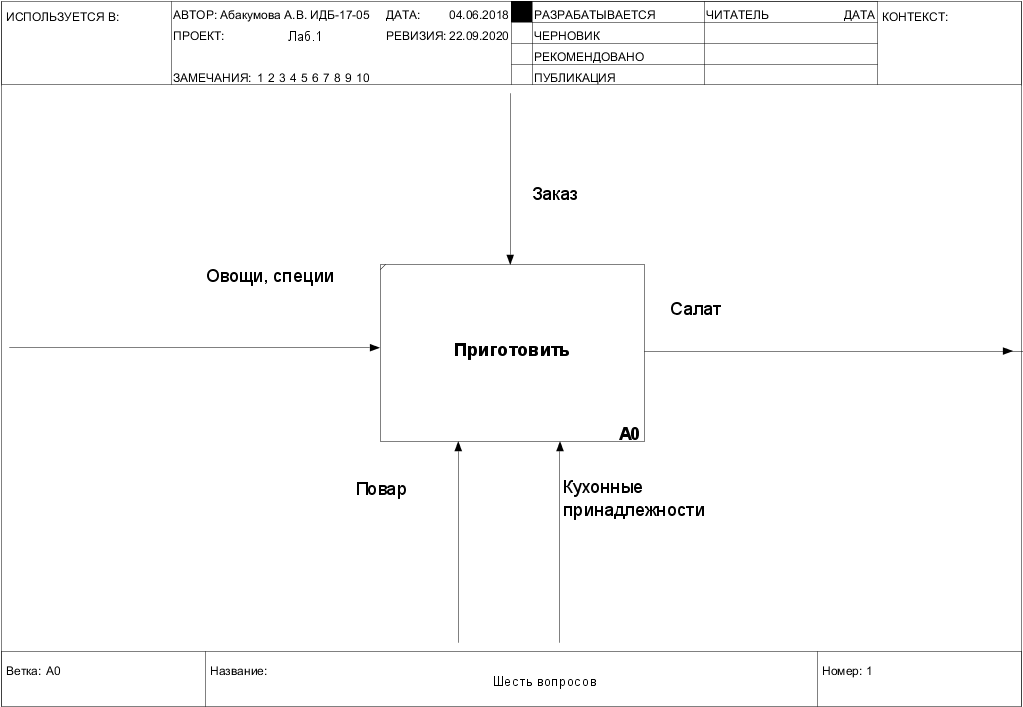 ИСПОЛЬЗУЕТСЯ В:
АВТОР: Абакумова А.В. ИДБ-17-05
ДАТА: 04.06.2018
РАЗРАБАТЫВАЕТСЯ
ЧИТАТЕЛЬ
ДАТА
КОНТЕКСТ:
ПРОЕКТ: Лаб.1
РЕВИЗИЯ: 22.09.2020
ЧЕРНОВИК
РЕКОМЕНДОВАНО
ЗАМЕЧАНИЯ: 1 2 3 4 5 6 7 8 9 10
ПУБЛИКАЦИЯ
Заказ
Овощи, специи
Салат
Приготовить
A0
Повар
Кухонные
принадлежности
Ветка: A0
Название:
Шесть вопросов
Номер: 1